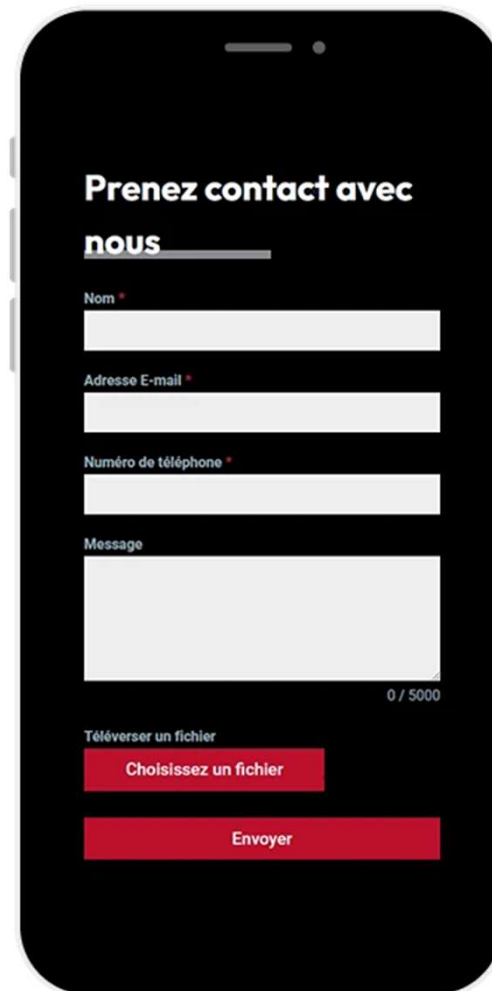 Prenez contact avec
nous
Nom *
Adresse E-mail *
Numéro de téléphone *
Message
0 / 5000
Téléverser un fichier
Choisissez un fichier
Envoyer